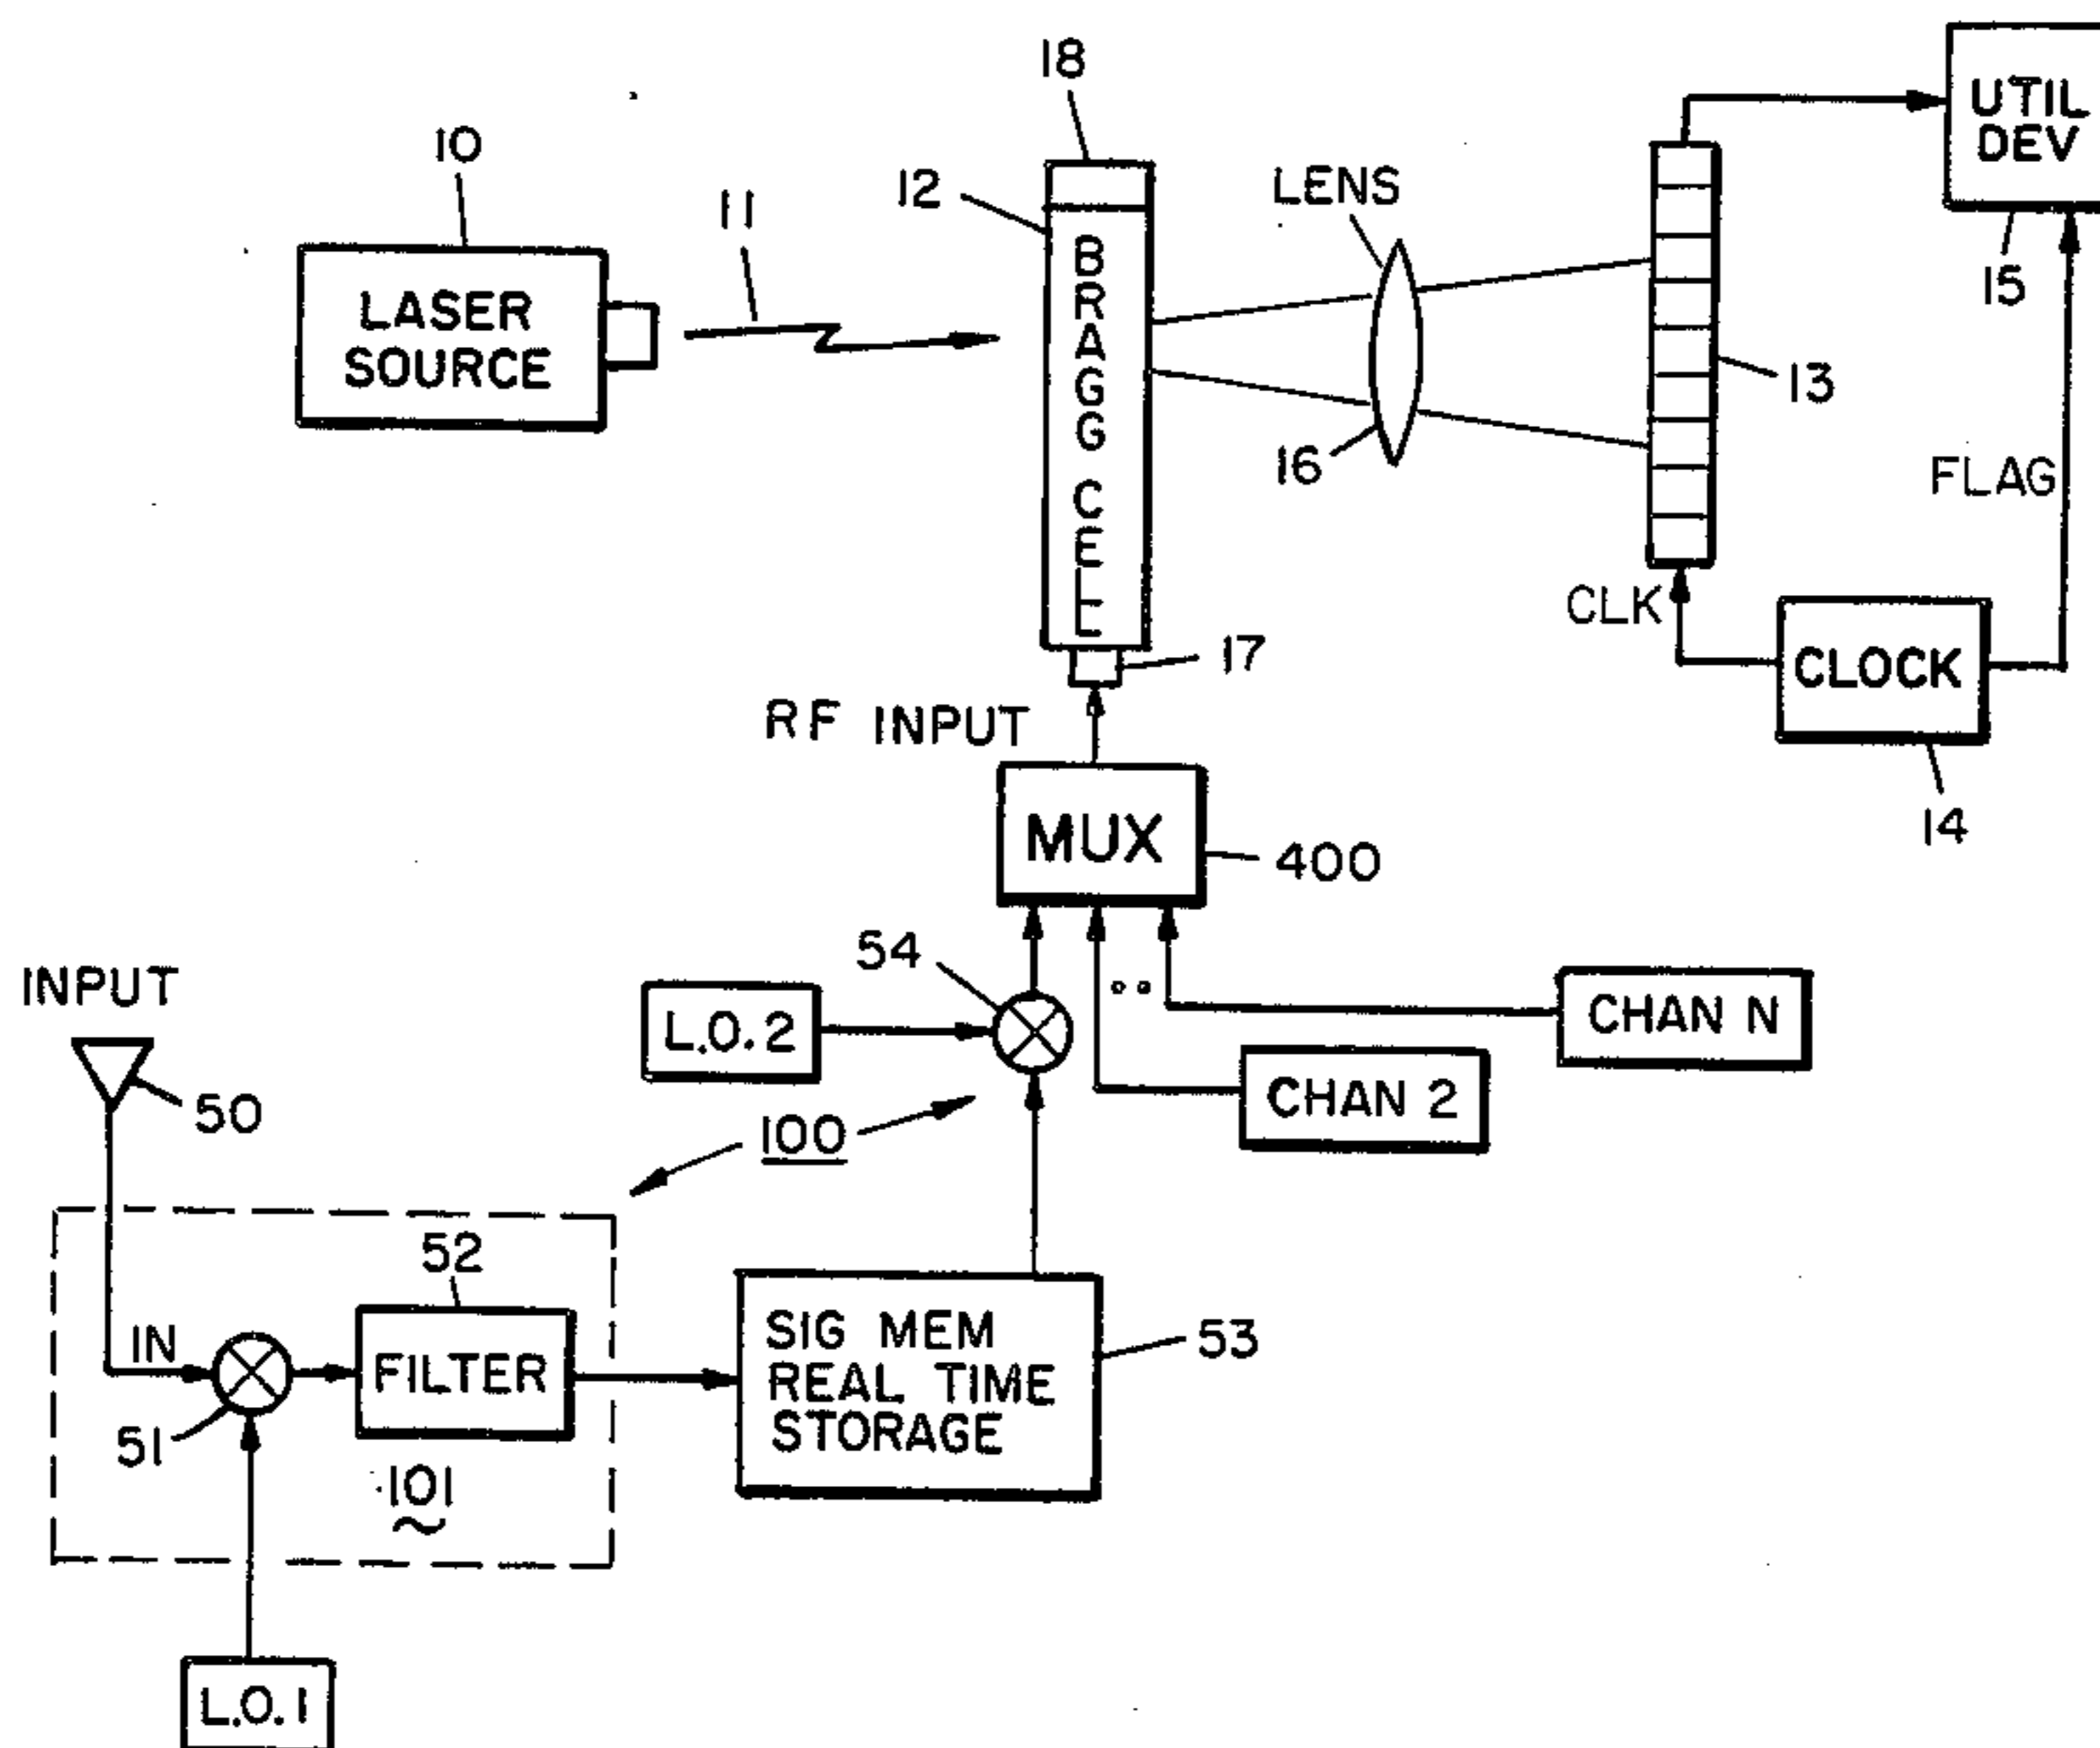 18
UTIL
DEV
10
12
LENS
11
BRAGG CELL
15
LASER
SOURCE
13
16
FLAG
CLK
17
CLOCK
RF INPUT
14
MUX
400
54
INPUT
L.O.2
CHAN N
CHAN 2
50
100
52
IN
FILTER
SIG MEM
REAL TIME
STORAGE
53
51
101
L.O.1